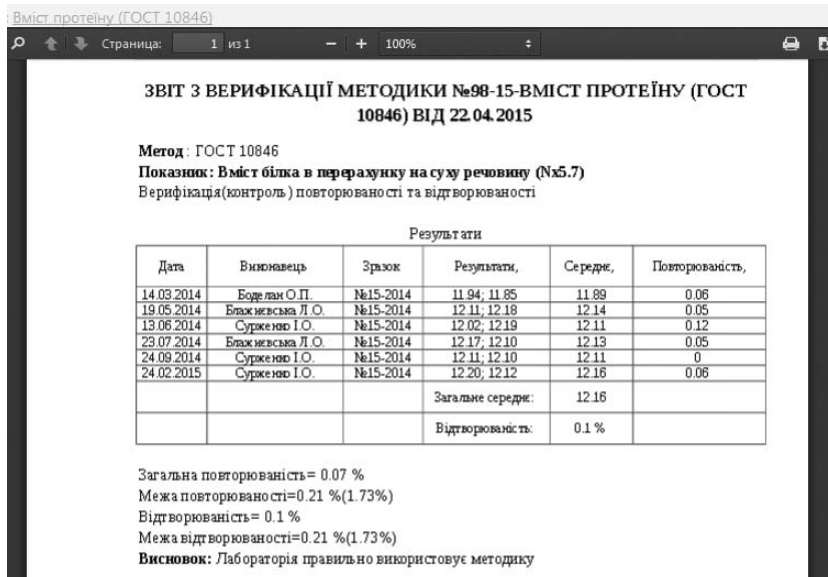 Вміст протеїну (ГОСТ 10846)
Страница: 1 из 1 − + 100%
ЗВІТ З ВЕРИФІКАЦІЇ МЕТОДИКИ №98-15-ВМІСТ ПРОТЕЇНУ (ГОСТ
10846) ВІД 22.04.2015
Метод : ГОСТ 10846
Показник: Вміст білка в перерахунку на суху речовину (Nx5.7)
Верифікація(контроль) повторюваності та відтворюваності
Результати
Дата Виконавець Зразок Результати, Середнє, Повторюваність,
14.03.2014 Боделан О.П. №15-2014 11.94; 11.85 11.89 0.06
19.05.2014 Блажиєвська Л.О. №15-2014 12.11; 12.18 12.14 0.05
13.06.2014 Сурженко І.О. №15-2014 12.02; 12.19 12.11 0.12
23.07.2014 Блажиєвська Л.О. №15-2014 12.17; 12.10 12.13 0.05
24.09.2014 Сурженко І.О. №15-2014 12.11; 12.10 12.11 0
24.02.2015 Сурженко І.О. №15-2014 12.20; 12.12 12.16 0.06
Загальне середнє: 12.16
Відтворюваність: 0.1 %
Загальна повторюваність= 0.07 %
Межа повторюваності=0.21 %(1.73%)
Відтворюваність= 0.1 %
Межа відтворюваності=0.21 %(1.73%)
Висновок: Лабораторія правильно використовує методику